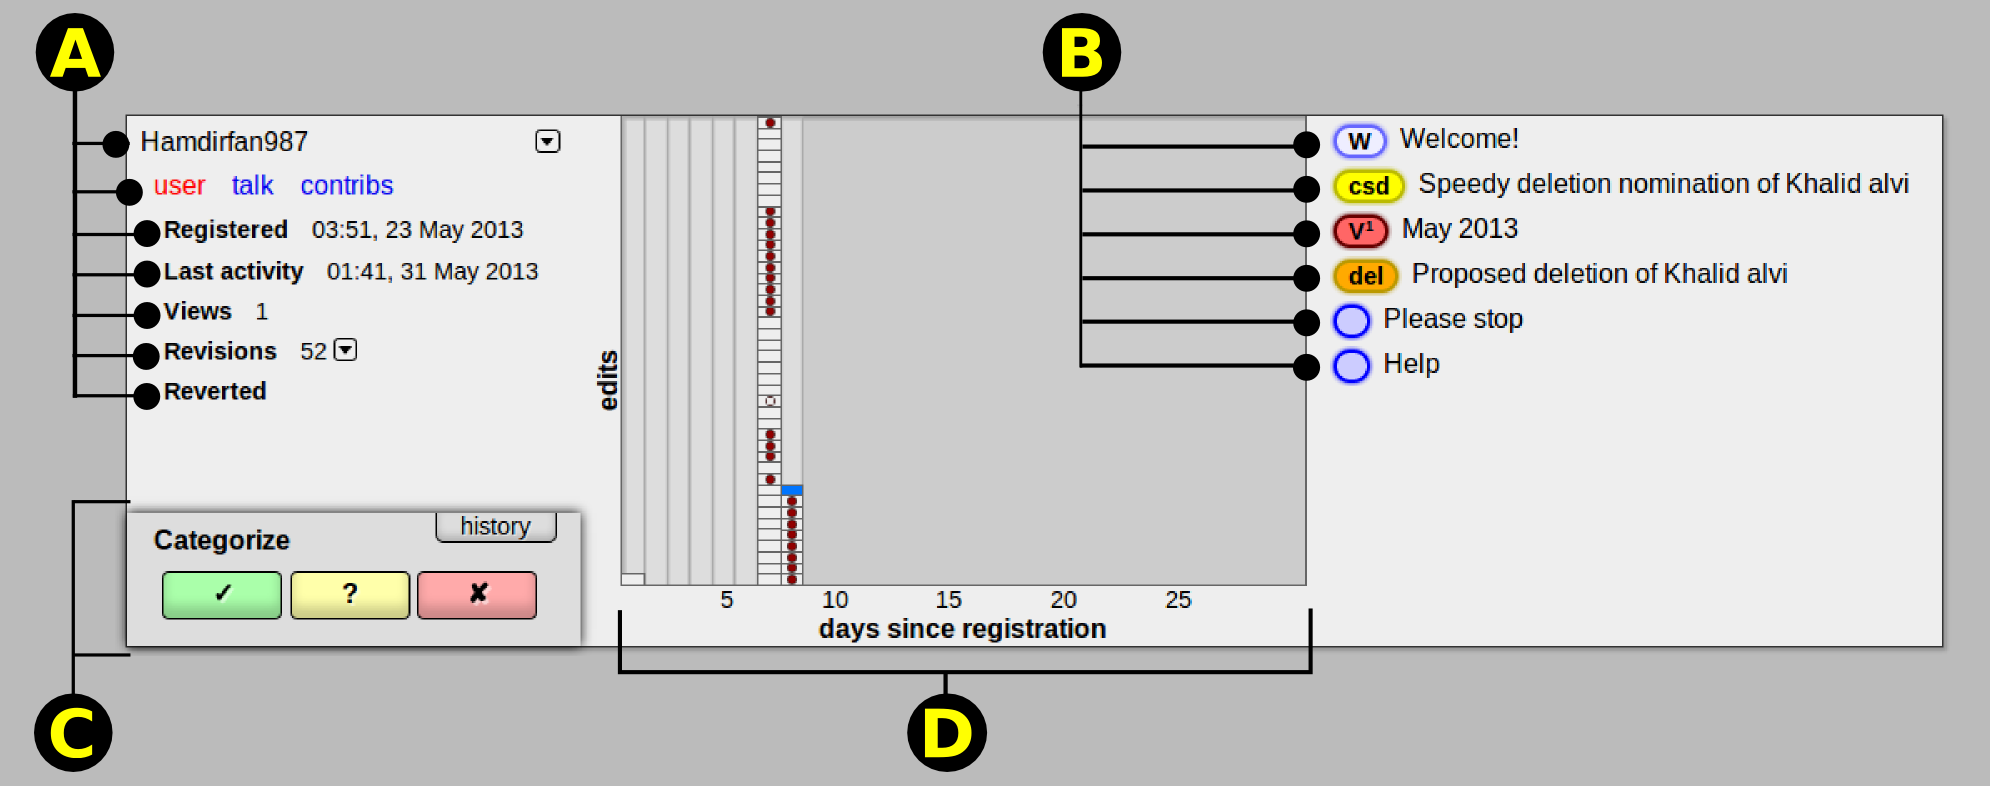 A
B
Hamdirfan987
user talk contribs
Registered 03:51, 23 May 2013
Last activity 01:41, 31 May 2013
Views 1
Revisions 52
Reverted
Categorize
history
✓ ? ✘
edits
5 10 15 20 25
days since registration
W Welcome!
csd Speedy deletion nomination of Khalid alvi
V¹ May 2013
del Proposed deletion of Khalid alvi
Please stop
Help
C
D